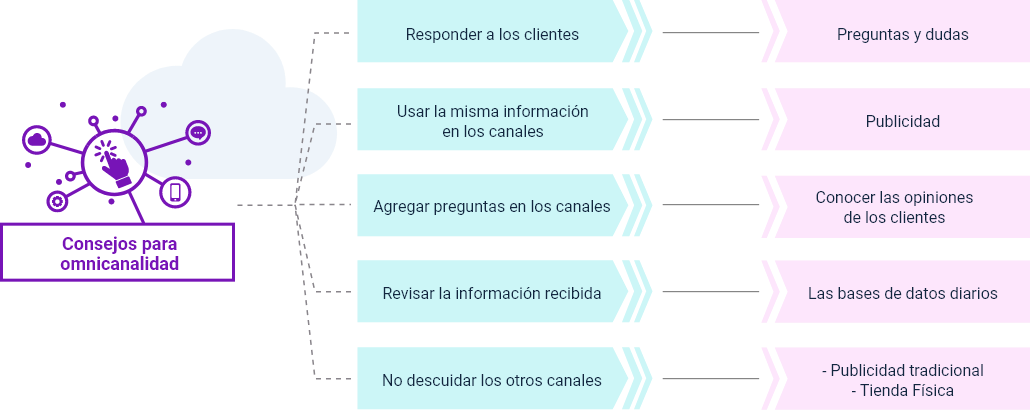 Consejos para
omnicanalidad
Responder a los clientes
Preguntas y dudas
Usar la misma información
en los canales
Publicidad
Agregar preguntas en los canales
Conocer las opiniones
de los clientes
Revisar la información recibida
Las bases de datos diarios
No descuidar los otros canales
- Publicidad tradicional
- Tienda Física